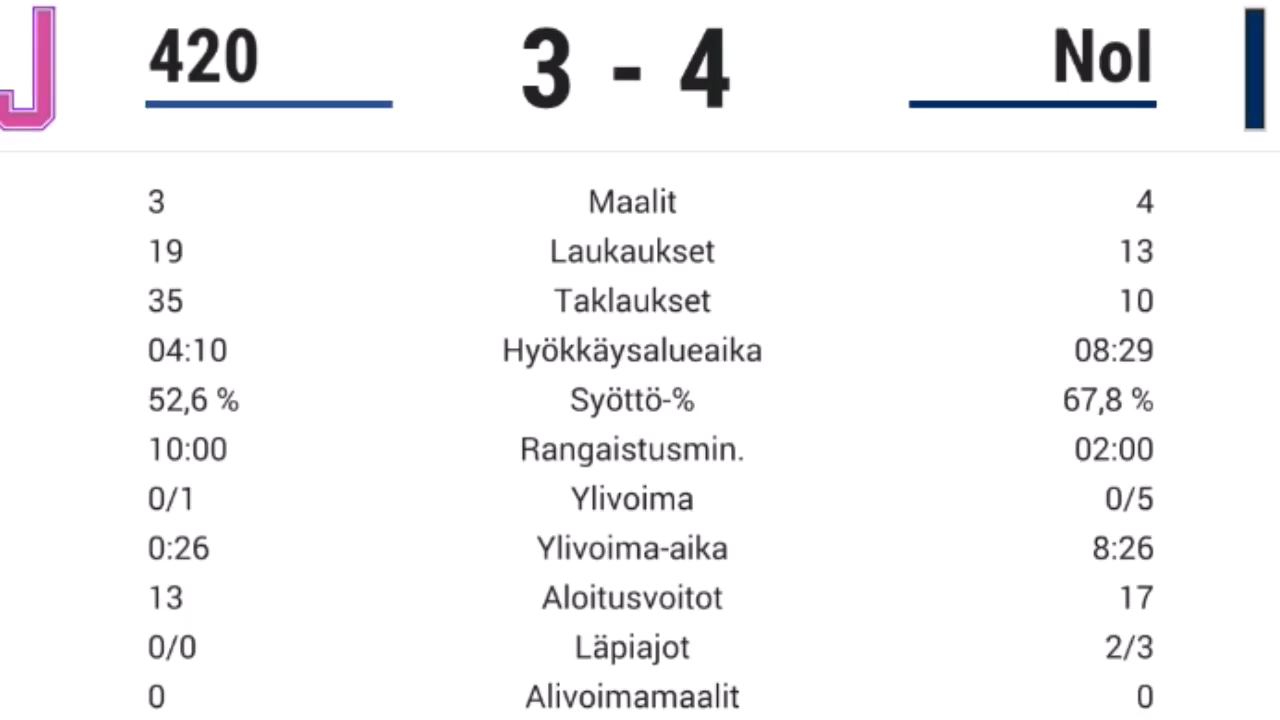 J 420 3 - 4 NoI I
3 Maalit 4
19 Laukaukset 13
35 Taklaukset 10
04:10 Hyökkäysalueaika 08:29
52,6 % Syöttö-% 67,8 %
10:00 Rangaistusmin. 02:00
0/1 Ylivoima 0/5
0:26 Ylivoima-aika 8:26
13 Aloitusvoitot 17
0/0 Läpiajot 2/3
0 Alivoimamaalit 0